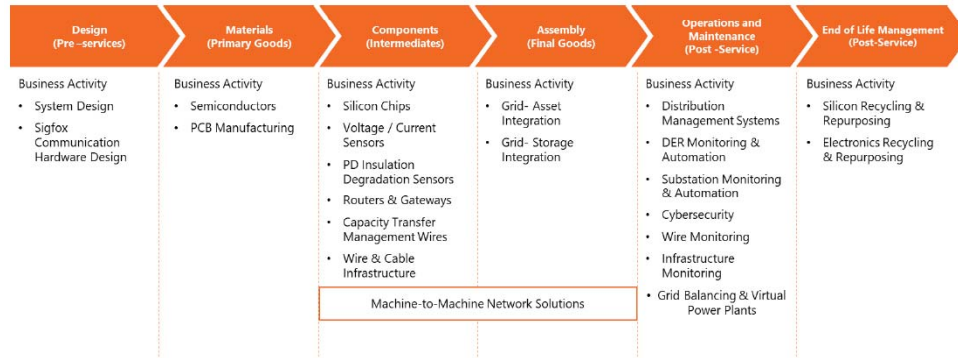 Design
(Pre –services)
Materials
(Primary Goods)
Components
(Intermediates)
Assembly
(Final Goods)
Operations and
Maintenance
(Post -Service)
End of Life Management
(Post-Service)
Business Activity
• System Design
• Sigfox
Communication
Hardware Design
Business Activity
• Semiconductors
• PCB Manufacturing
Business Activity
• Silicon Chips
• Voltage / Current
Sensors
• PD Insulation
Degradation Sensors
• Routers & Gateways
• Capacity Transfer
Management Wires
• Wire & Cable
Infrastructure
Business Activity
• Grid- Asset
Integration
• Grid- Storage
Integration
Machine-to-Machine Network Solutions
Business Activity
• Distribution
Management Systems
• DER Monitoring &
Automation
• Substation Monitoring
& Automation
• Cybersecurity
• Wire Monitoring
• Infrastructure
Monitoring
• Grid Balancing & Virtual
Power Plants
Business Activity
• Silicon Recycling &
Repurposing
• Electronics Recycling
& Repurposing